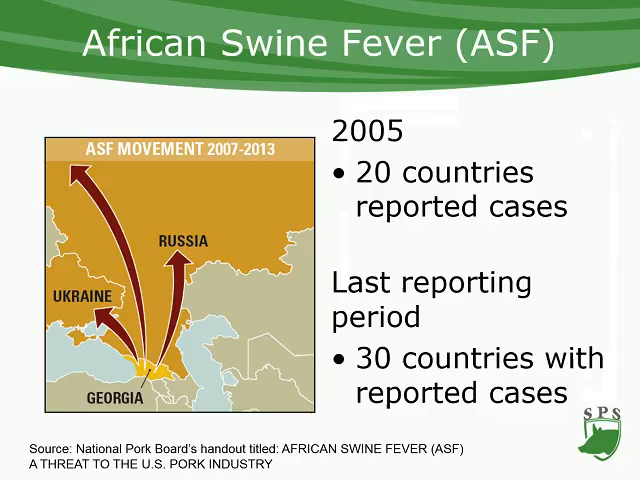 African Swine Fever (ASF)
ASF MOVEMENT 2007-2013
RUSSIA
UKRAINE
GEORGIA
2005
• 20 countries
reported cases
Last reporting
period
• 30 countries with
reported cases
SPS
Source: National Pork Board's handout titled: AFRICAN SWINE FEVER (ASF)
A THREAT TO THE U.S. PORK INDUSTRY